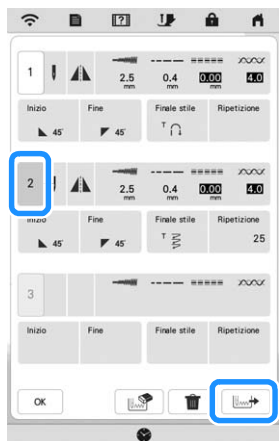 ?
1 2.5 mm 0.4 mm 0.00 mm 4.0
Inizio Fine Finale stile Ripetizione
45° 45° T
2 2.5 mm 0.4 mm 0.00 mm 4.0
Inizio Fine Finale stile Ripetizione
45° 45° T 25
3
Inizio Fine Finale stile Ripetizione
OK